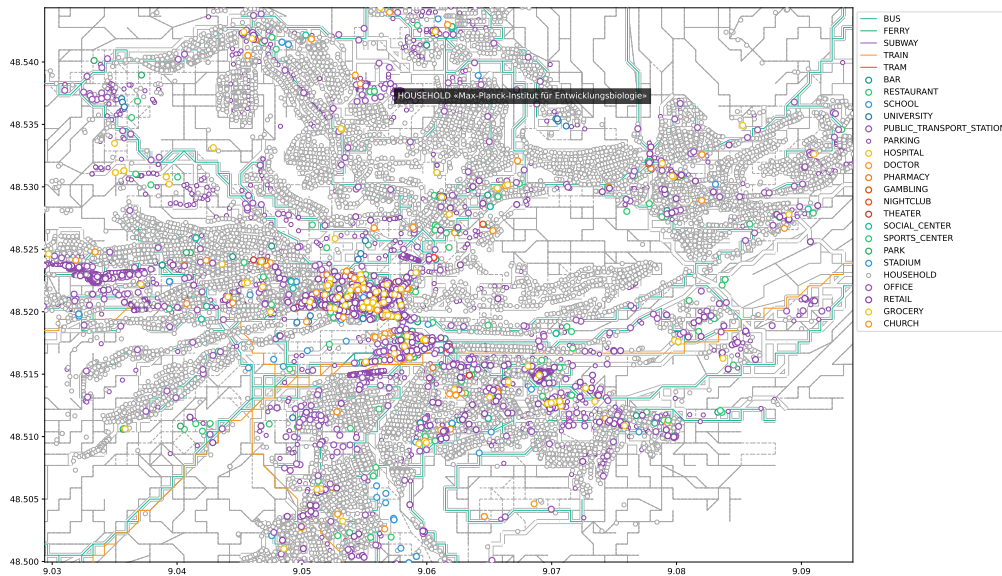 48.540
48.535
48.530
48.525
48.520
48.515
48.510
48.505
48.500
9.03 9.04 9.05 9.06 9.07 9.08 9.09
HOUSEHOLD «Max-Planck-Institut für Entwicklungsbiologie»
BUS
FERRY
SUBWAY
TRAIN
TRAM
BAR
RESTAURANT
SCHOOL
UNIVERSITY
PUBLIC_TRANSPORT_STATION
PARKING
HOSPITAL
DOCTOR
PHARMACY
GAMBLING
NIGHTCLUB
THEATER
SOCIAL_CENTER
SPORTS_CENTER
PARK
STADIUM
HOUSEHOLD
OFFICE
RETAIL
GROCERY
CHURCH